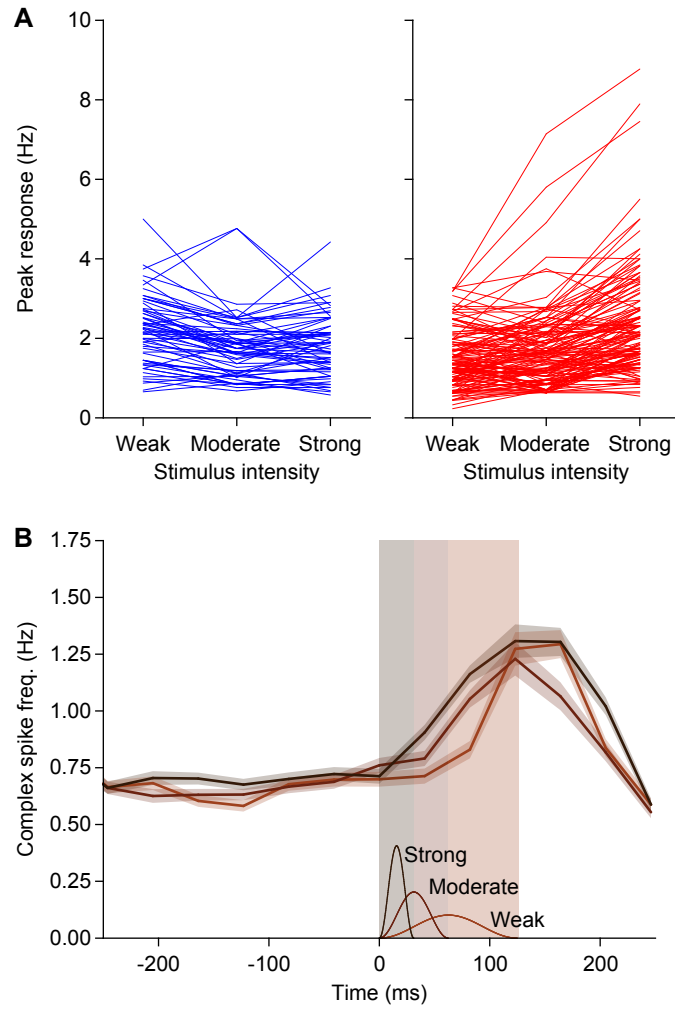 A
Peak response (Hz)
10
8
6
4
2
0
Weak Moderate Strong
Stimulus intensity
Weak Moderate Strong
Stimulus intensity
B
Complex spike freq. (Hz)
1.75
1.50
1.25
1.00
0.75
0.50
0.25
0.00
Strong
Moderate
Weak
-200 -100 0 100 200
Time (ms)